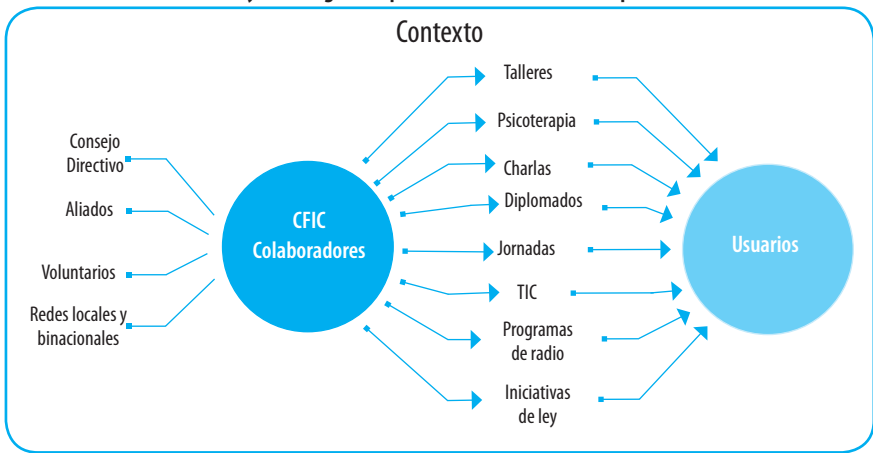 Contexto
Consejo
Directivo
Aliados
Voluntarios
Redes locales y
binacionales
CFIC
Colaboradores
Talleres
Psicoterapia
Charlas
Diplomados
Jornadas
TIC
Programas
de radio
Iniciativas
de ley
Usuarios